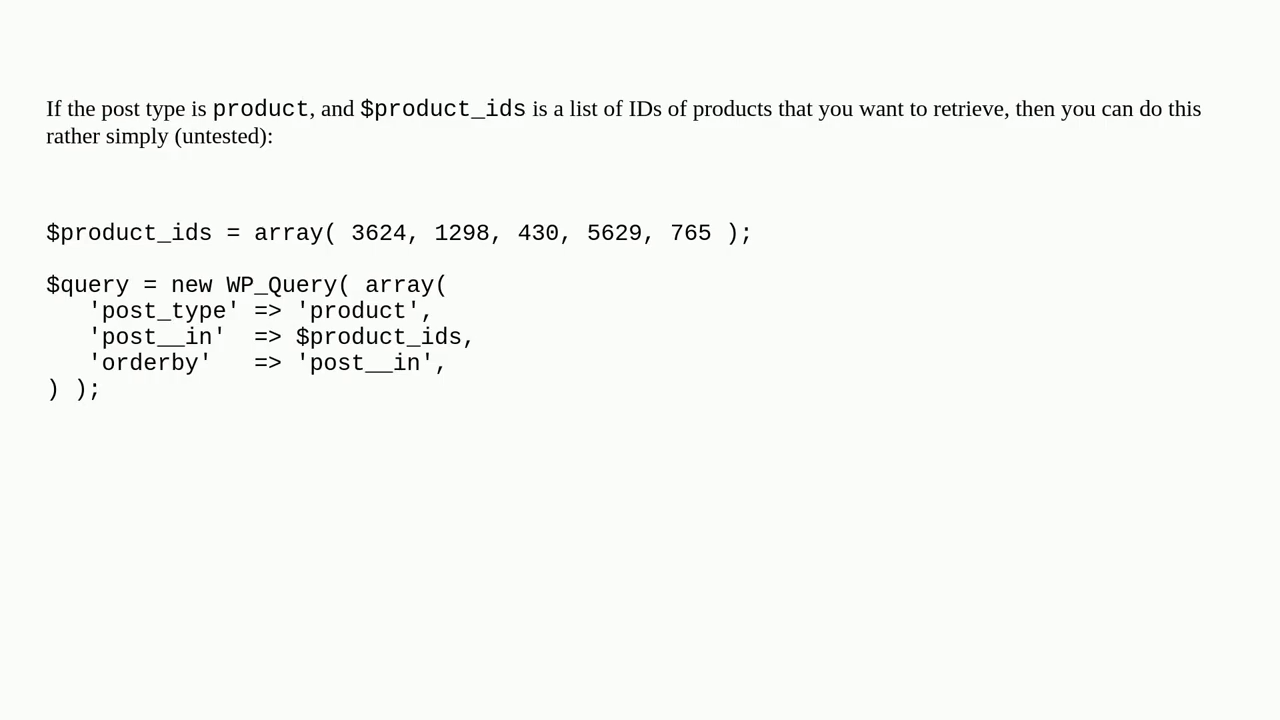 If the post type is product, and $product_ids is a list of IDs of products that you want to retrieve, then you can do this
rather simply (untested):
$product_ids = array( 3624, 1298, 430, 5629, 765 );
$query = new WP_Query( array(
   'post_type' => 'product',
   'post__in'  => $product_ids,
   'orderby'   => 'post__in',
) );